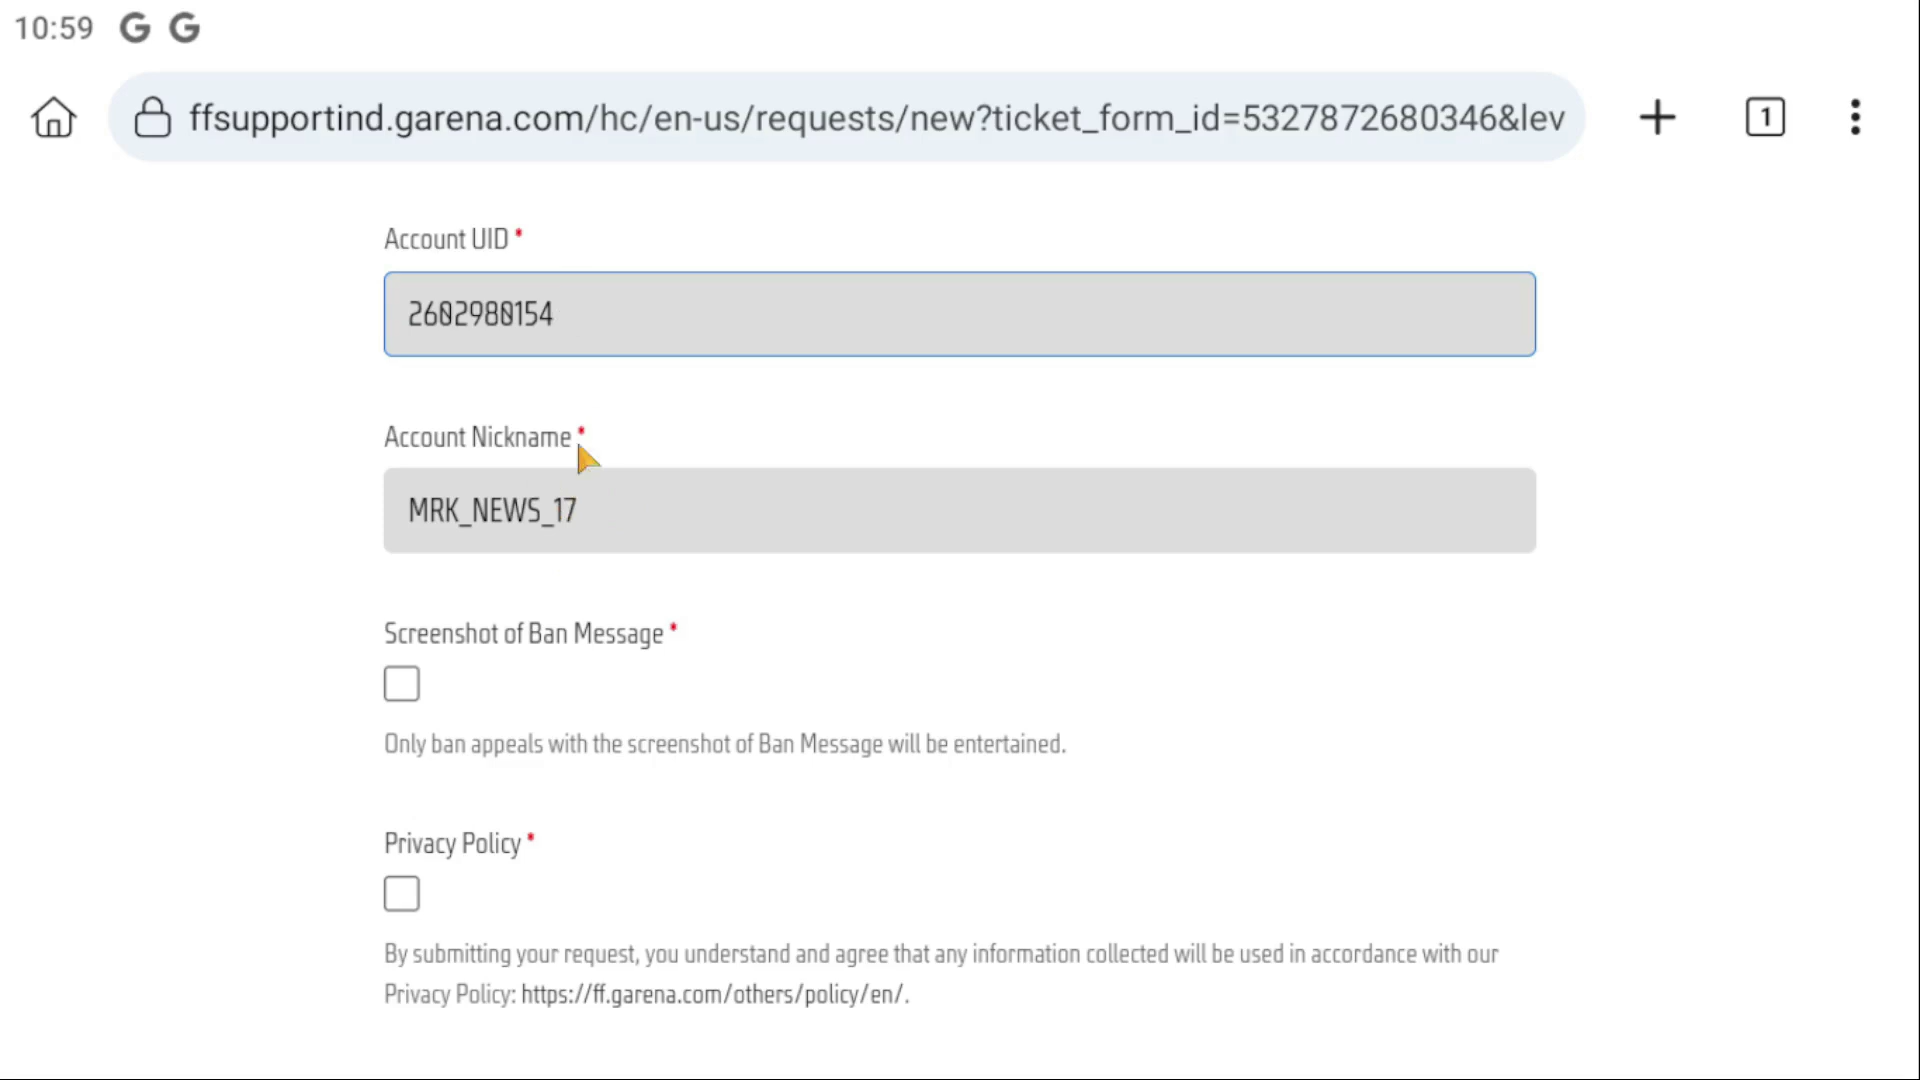 10:59 G G
ffsupportind.garena.com/hc/en-us/requests/new?ticket_form_id=5327872680346&lev
1
Account UID *
2602980154
Account Nickname *
MRK_NEWS_17
Screenshot of Ban Message *
Only ban appeals with the screenshot of Ban Message will be entertained.
Privacy Policy *
By submitting your request, you understand and agree that any information collected will be used in accordance with our
Privacy Policy: https://ff.garena.com/others/policy/en/.